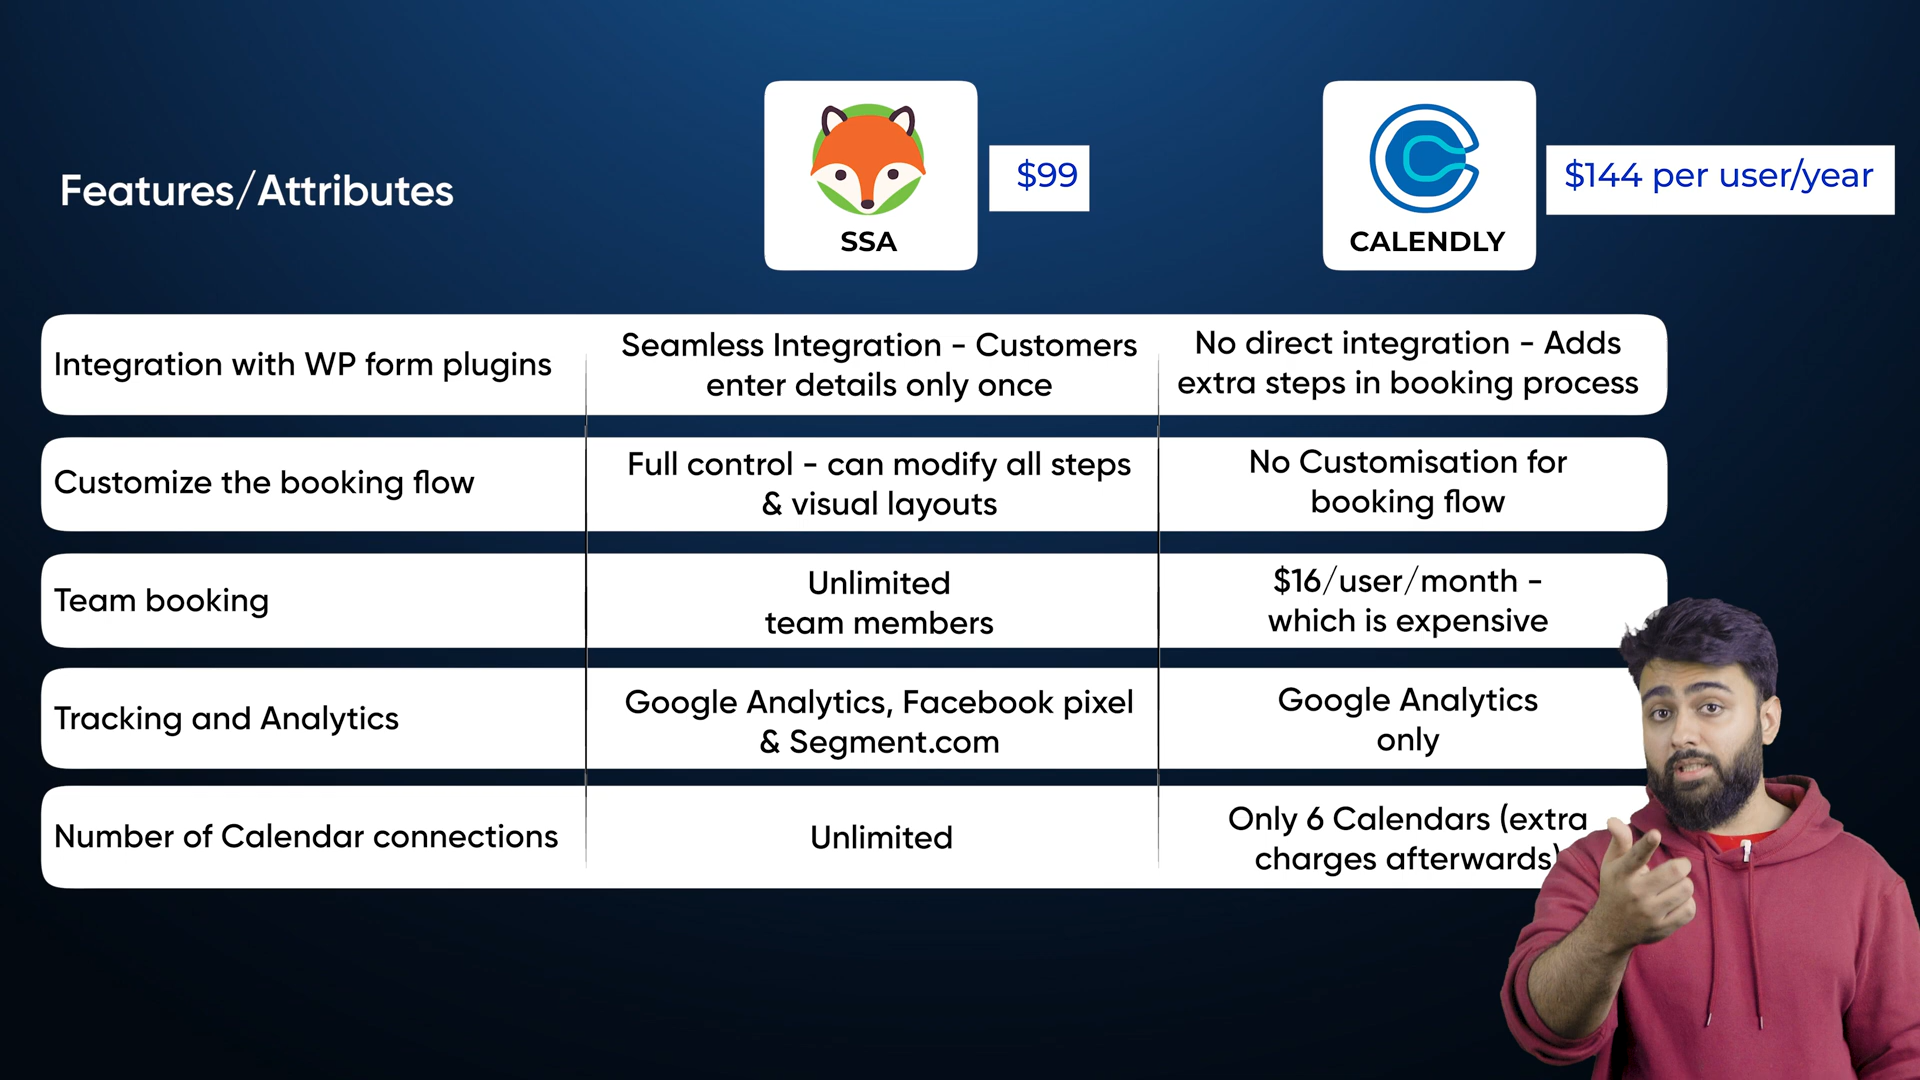 Features/Attributes
SSA
$99
CALENDLY
$144 per user/year
Integration with WP form plugins
Seamless Integration - Customers
enter details only once
No direct integration - Adds
extra steps in booking process
Customize the booking flow
Full control - can modify all steps
& visual layouts
No Customisation for
booking flow
Team booking
Unlimited
team members
$16/user/month -
which is expensive
Tracking and Analytics
Google Analytics, Facebook pixel
& Segment.com
Google Analytics
only
Number of Calendar connections
Unlimited
Only 6 Calendars (extra
charges afterwards)